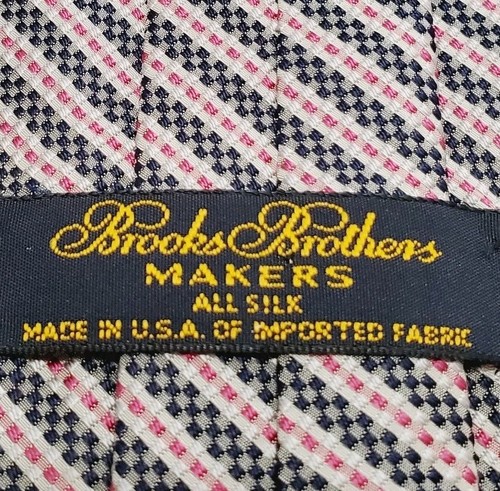 Brooks Brothers
MAKERS
ALL SILK
MADE IN U.S.A. OF IMPORTED FABRIC